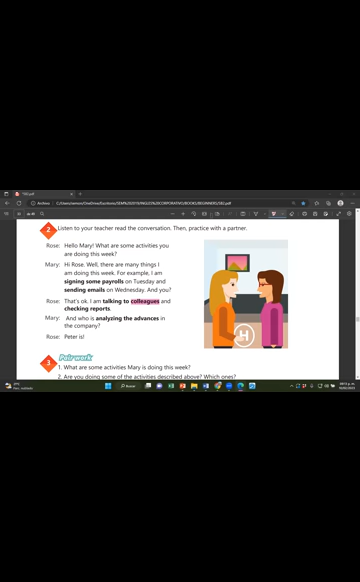 Archivo
2 Listen to your teacher read the conversation. Then, practice with a partner.
Rose: Hello Mary! What are some activities you
are doing this week?
Mary: Hi Rose. Well, there are many things I
am doing this week. For example, I am
signing some payrolls on Tuesday and
sending emails on Wednesday. And you?
Rose: That's ok. I am talking to colleagues and
checking reports.
Mary: And who is analyzing the advances in
the company?
Rose: Peter is!
H
3 Pair work
1. What are some activities Mary is doing this week?
2. Are you doing some of the activities described above? Which ones?
Buscar